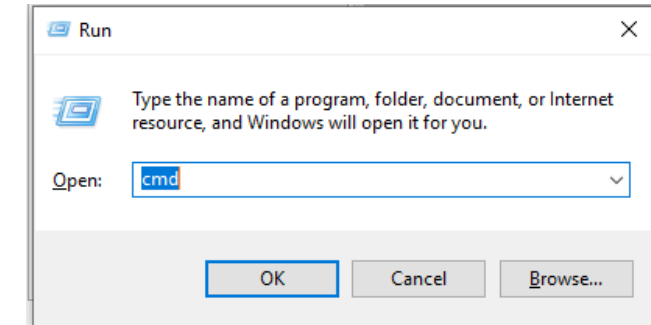 Run
Type the name of a program, folder, document, or Internet
resource, and Windows will open it for you.
Open:
cmd
OK
Cancel
Browse...